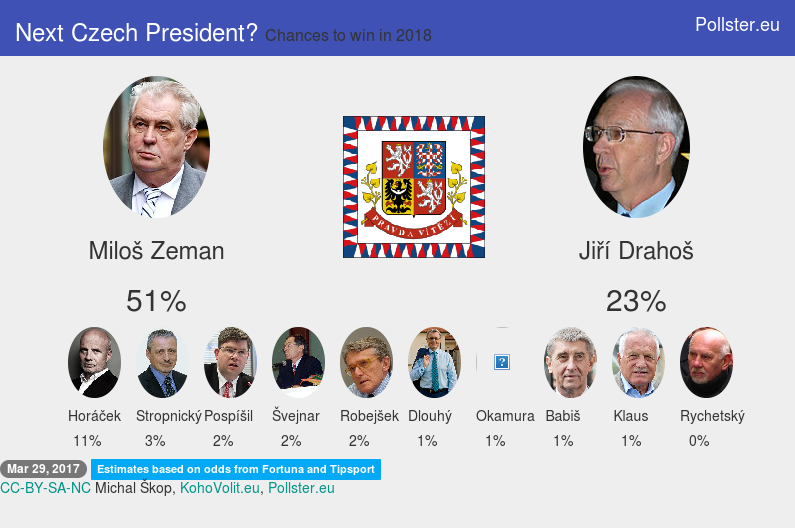 Next Czech President? Chances to win in 2018
Pollster.eu
PRAVDA VÍTĚZÍ
Miloš Zeman
Jiří Drahoš
51%
23%
Horáček Stropnický Pospíšil Švejnar Robejšek Dlouhý Okamura Babiš Klaus Rychetský
11% 3% 2% 2% 2% 1% 1% 1% 1% 0%
Mar 29, 2017 Estimates based on odds from Fortuna and Tipsport
CC-BY-SA-NC Michal Škop, KohoVolit.eu, Pollster.eu